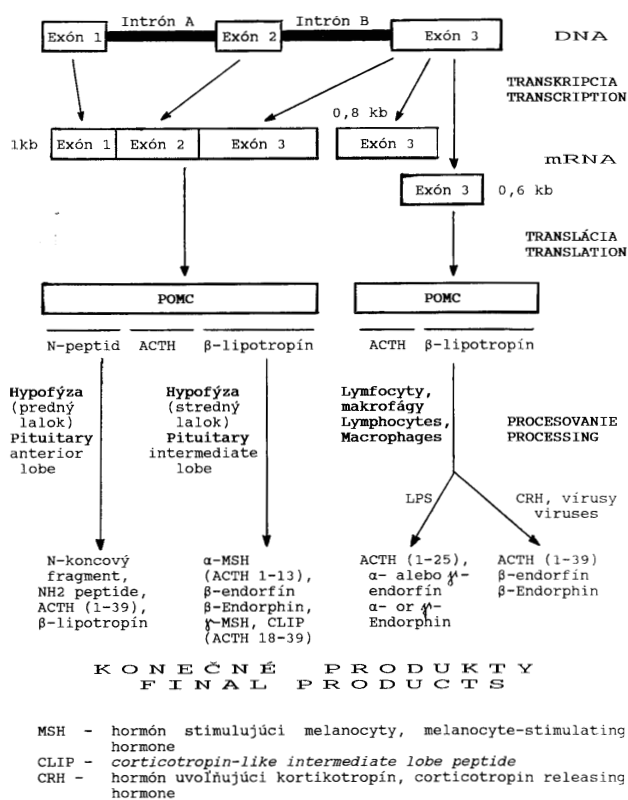 Intrón A Intrón B
Exón 1 Exón 2 Exón 3 DNA
TRANSKRIPCIA
TRANSCRIPTION
0,8 kb
1kb Exón 1 Exón 2 Exón 3 Exón 3
mRNA
Exón 3 0,6 kb
TRANSLÁCIA
TRANSLATION
POMC POMC
N-peptid ACTH β-lipotropín ACTH β-lipotropín
Hypofýza
(predný
lalok)
Pituitary
anterior
lobe
Hypofýza
(stredný
lalok)
Pituitary
intermediate
lobe
Lymfocyty,
makrofágy
Lymphocytes,
Macrophages
PROCESOVANIE
PROCESSING
LPS
CRH, vírusy
viruses
N-koncový
fragment,
NH2 peptide,
ACTH (1-39),
β-lipotropín
α-MSH
(ACTH 1-13),
β-endorfín
β-Endorphin,
γ-MSH, CLIP
(ACTH 18-39)
ACTH (1-25),
α- alebo γ-
endorfín
α- or γ-
Endorphin
ACTH (1-39)
β-endorfín
β-Endorphin
KONEČNÉ PRODUKTY
FINAL PRODUCTS
MSH - hormón stimulujúci melanocyty, melanocyte-stimulating
hormone
CLIP - corticotropin-like intermediate lobe peptide
CRH - hormón uvoľňujúci kortikotropín, corticotropin releasing
hormone